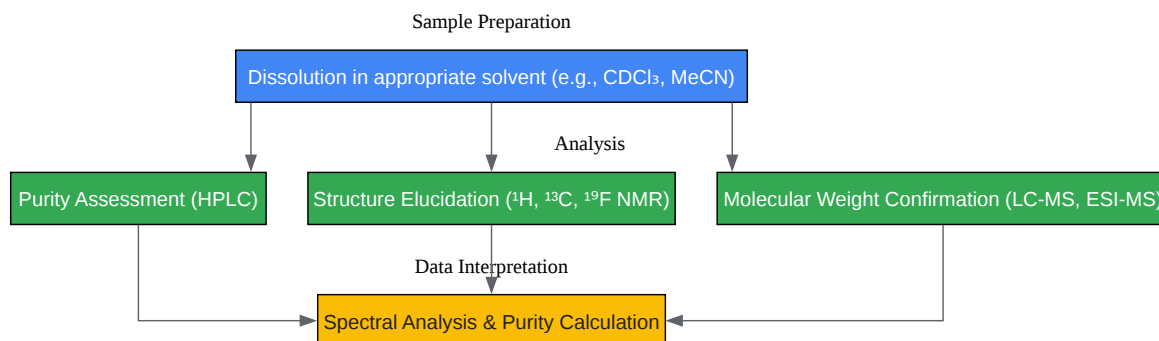 Sample Preparation
Dissolution in appropriate solvent (e.g., CDCl₃, MeCN)
Analysis
Purity Assessment (HPLC)
Structure Elucidation (¹H, ¹³C, ¹⁹F NMR)
Molecular Weight Confirmation (LC-MS, ESI-MS)
Data Interpretation
Spectral Analysis & Purity Calculation